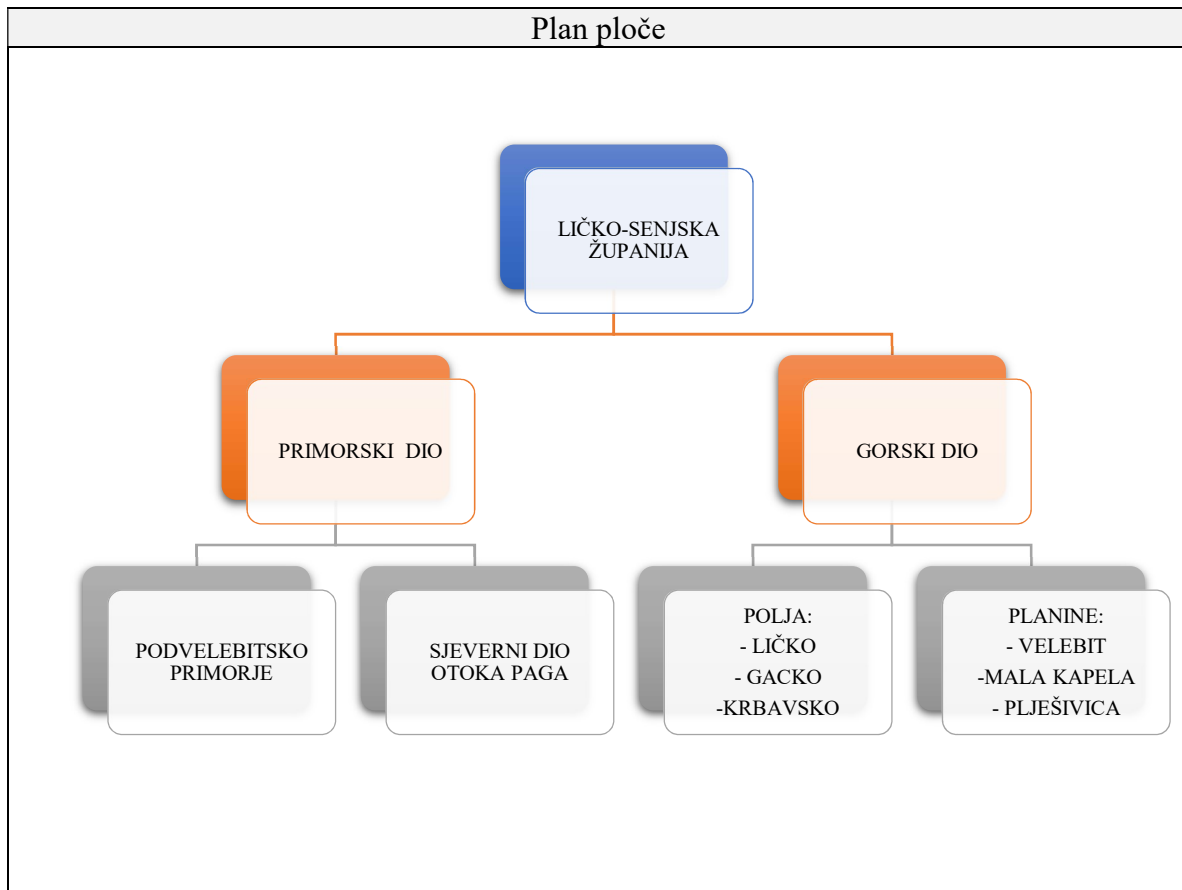 Plan ploče
LIČKO-SENJSKA
ŽUPANIJA
PRIMORSKI DIO
GORSKI DIO
PODVELEBITSKO
PRIMORJE
SJEVERNI DIO
OTOKA PAGA
POLJA:
- LIČKO
- GACKO
-KRBAVSKO
PLANINE:
- VELEBIT
-MALA KAPELA
- PLJEŠIVICA